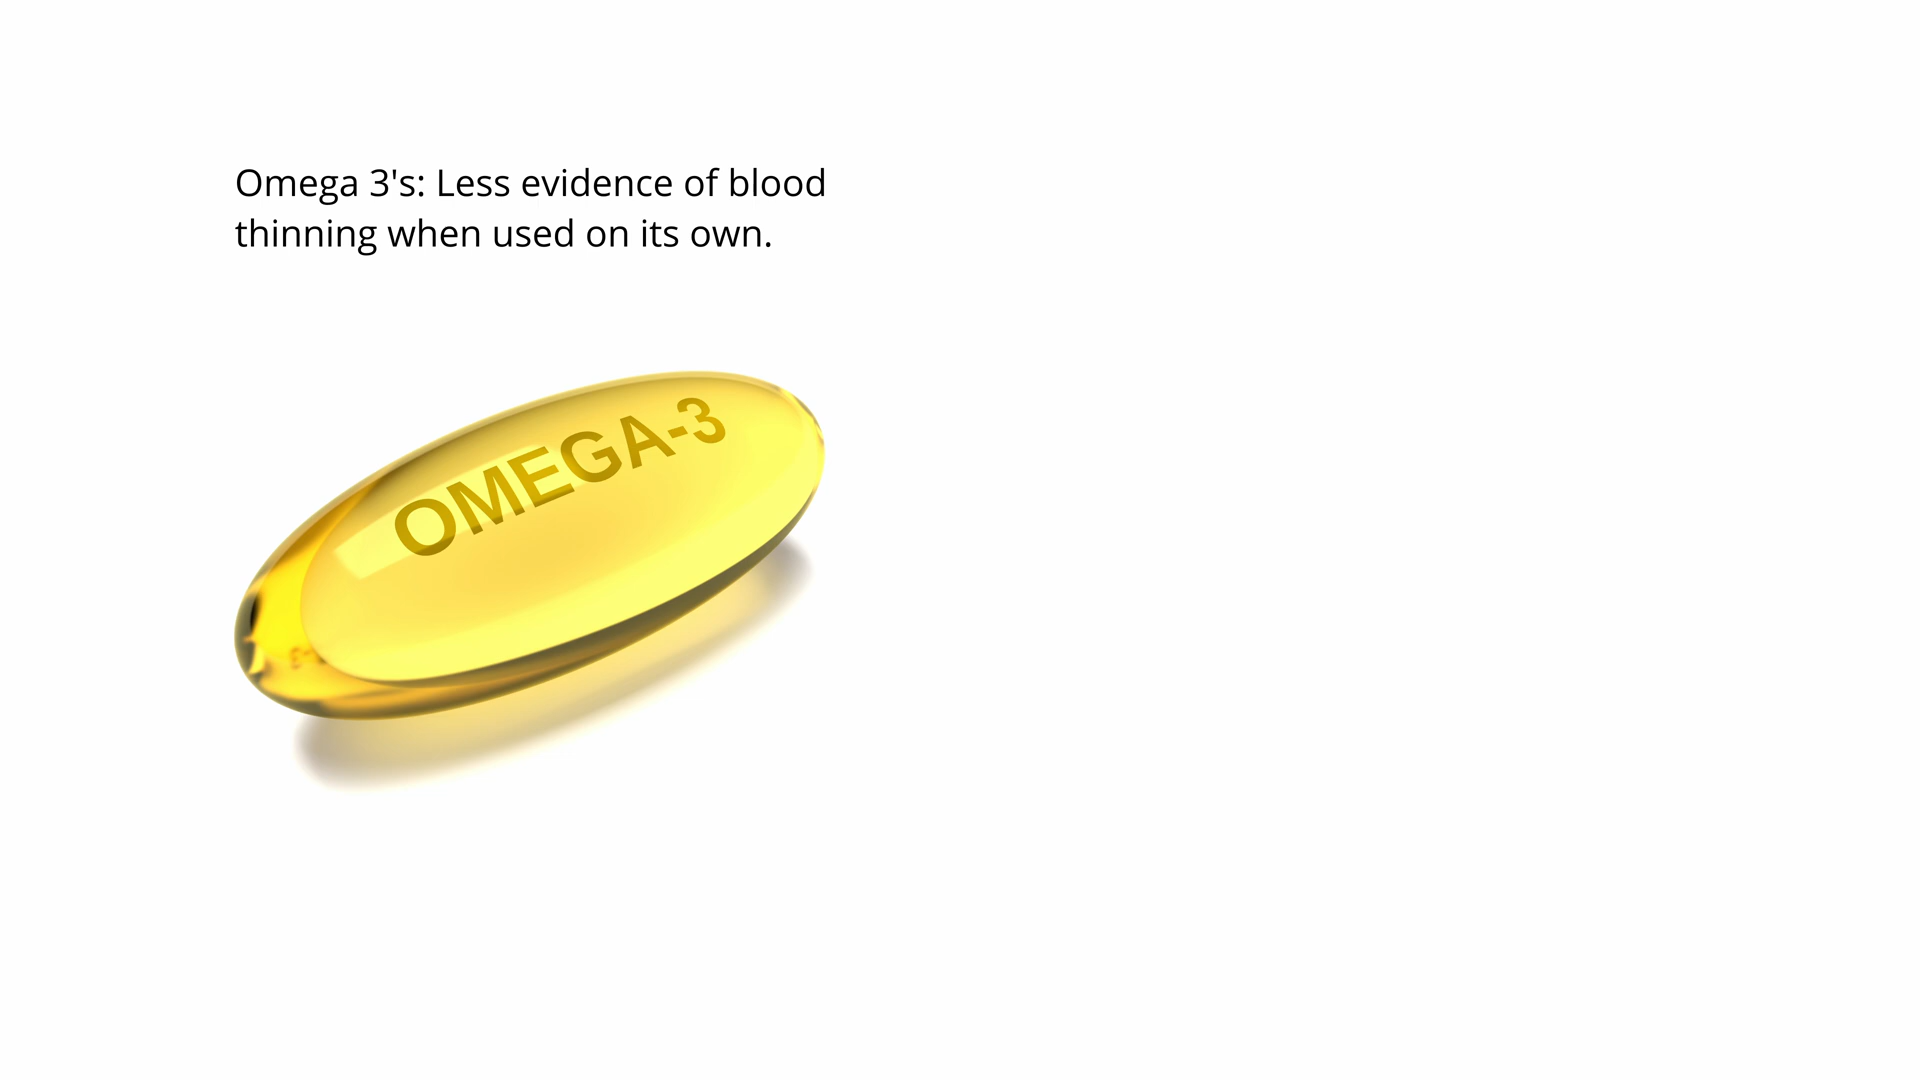 Omega 3's: Less evidence of blood
thinning when used on its own.
OMEGA-3